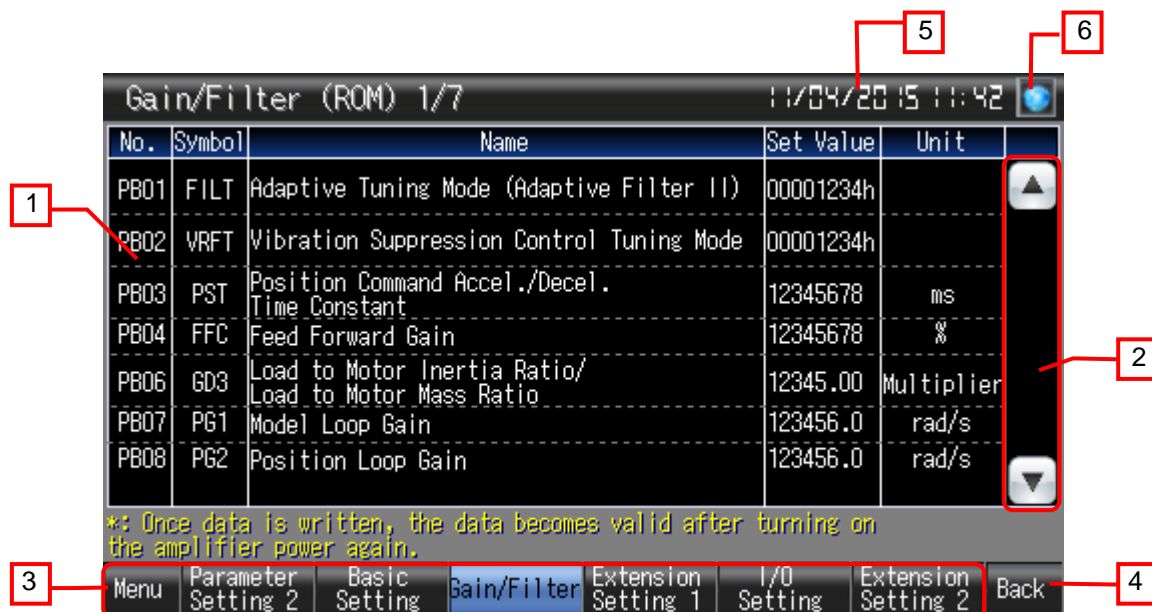 5
6
Gain/Filter (ROM) 1/7 11/04/2015 11:42
No. Symbol Name Set Value Unit
1
PB01 FILT Adaptive Tuning Mode (Adaptive Filter II) 00001234h
PB02 VRFT Vibration Suppression Control Tuning Mode 00001234h
PB03 PST Position Command Accel./Decel.
Time Constant 12345678 ms
PB04 FFC Feed Forward Gain 12345678 %
2
PB06 GD3 Load to Motor Inertia Ratio/
Load to Motor Mass Ratio 12345.00 Multiplier
PB07 PG1 Model Loop Gain 123456.0 rad/s
PB08 PG2 Position Loop Gain 123456.0 rad/s
*: Once data is written, the data becomes valid after turning on
the amplifier power again.
3
Menu
Parameter
Setting 2
Basic
Setting
Gain/Filter
Extension
Setting 1
I/O
Setting
Extension
Setting 2
Back
4